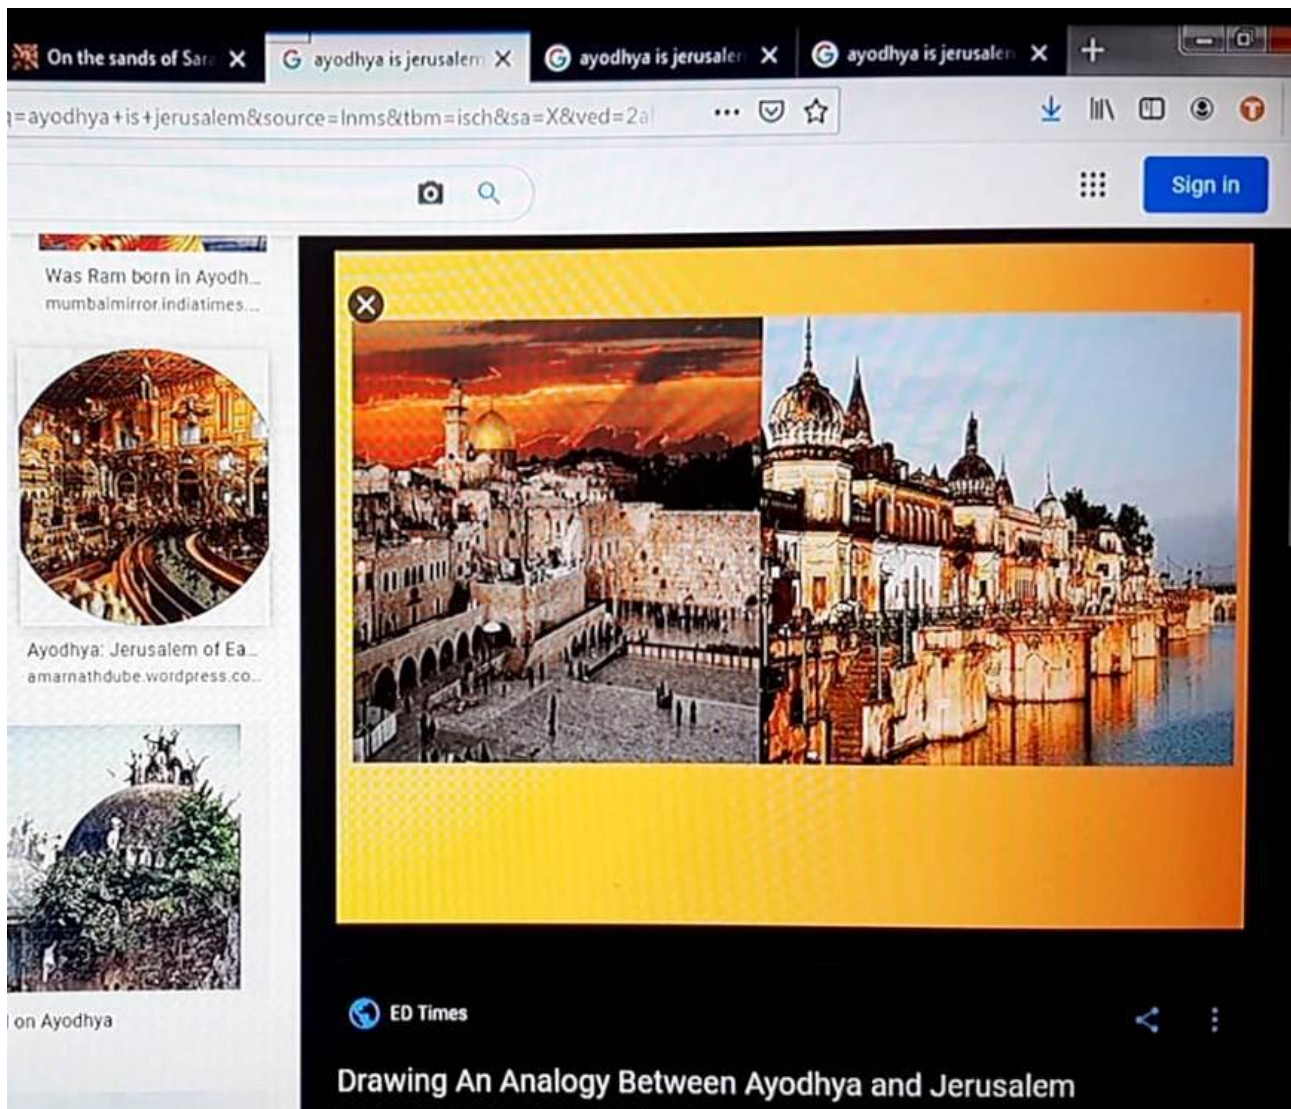 On the sands of Sara
ayodhya is jerusalem
ayodhya is jerusalem
ayodhya is jerusalem
q=ayodhya+is+jerusalem&source=lnms&tbm=isch&sa=X&ved=2a
Sign in
Was Ram born in Ayodh...
mumbaimirror.indiatimes....
Ayodhya: Jerusalem of Ea...
amarnathdube.wordpress.co...
on Ayodhya
ED Times
Drawing An Analogy Between Ayodhya and Jerusalem